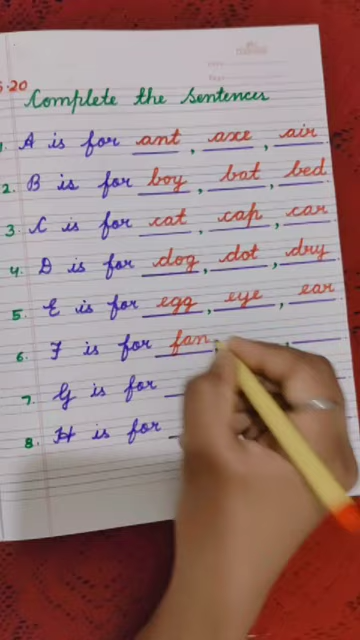 5.20
Complete the sentences
1. A is for ant, axe, air
2. B is for boy, bat, bed
3. C is for cat, cap, car
4. D is for dog, dot, dry
5. E is for egg, eye, ear
6. F is for fan,
7. G is for
8. H is for